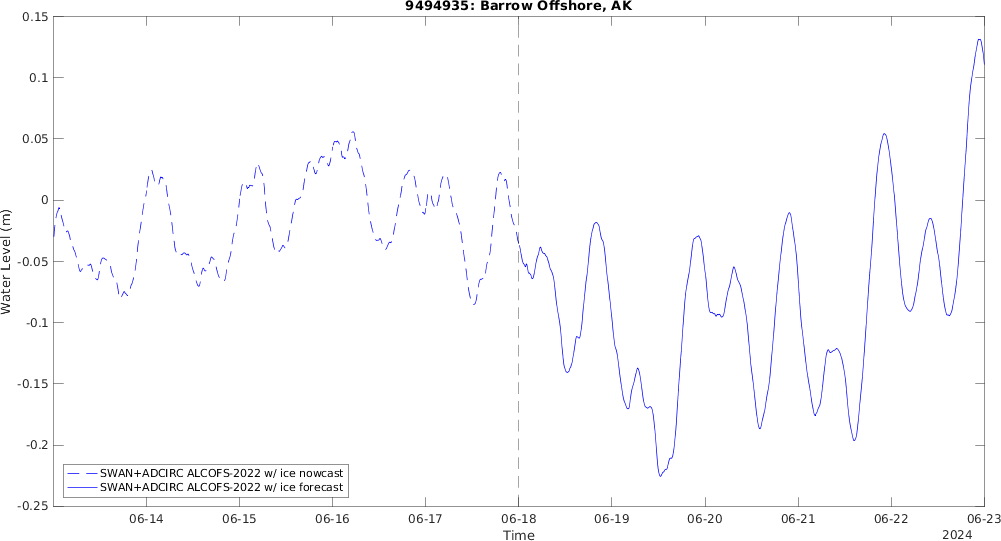 9494935: Barrow Offshore, AK
Water Level (m)
0.15
0.1
0.05
0
-0.05
-0.1
-0.15
-0.2
-0.25
SWAN+ADCIRC ALCOFS-2022 w/ ice nowcast
SWAN+ADCIRC ALCOFS-2022 w/ ice forecast
06-14 06-15 06-16 06-17 06-18 06-19 06-20 06-21 06-22 06-23
Time
2024